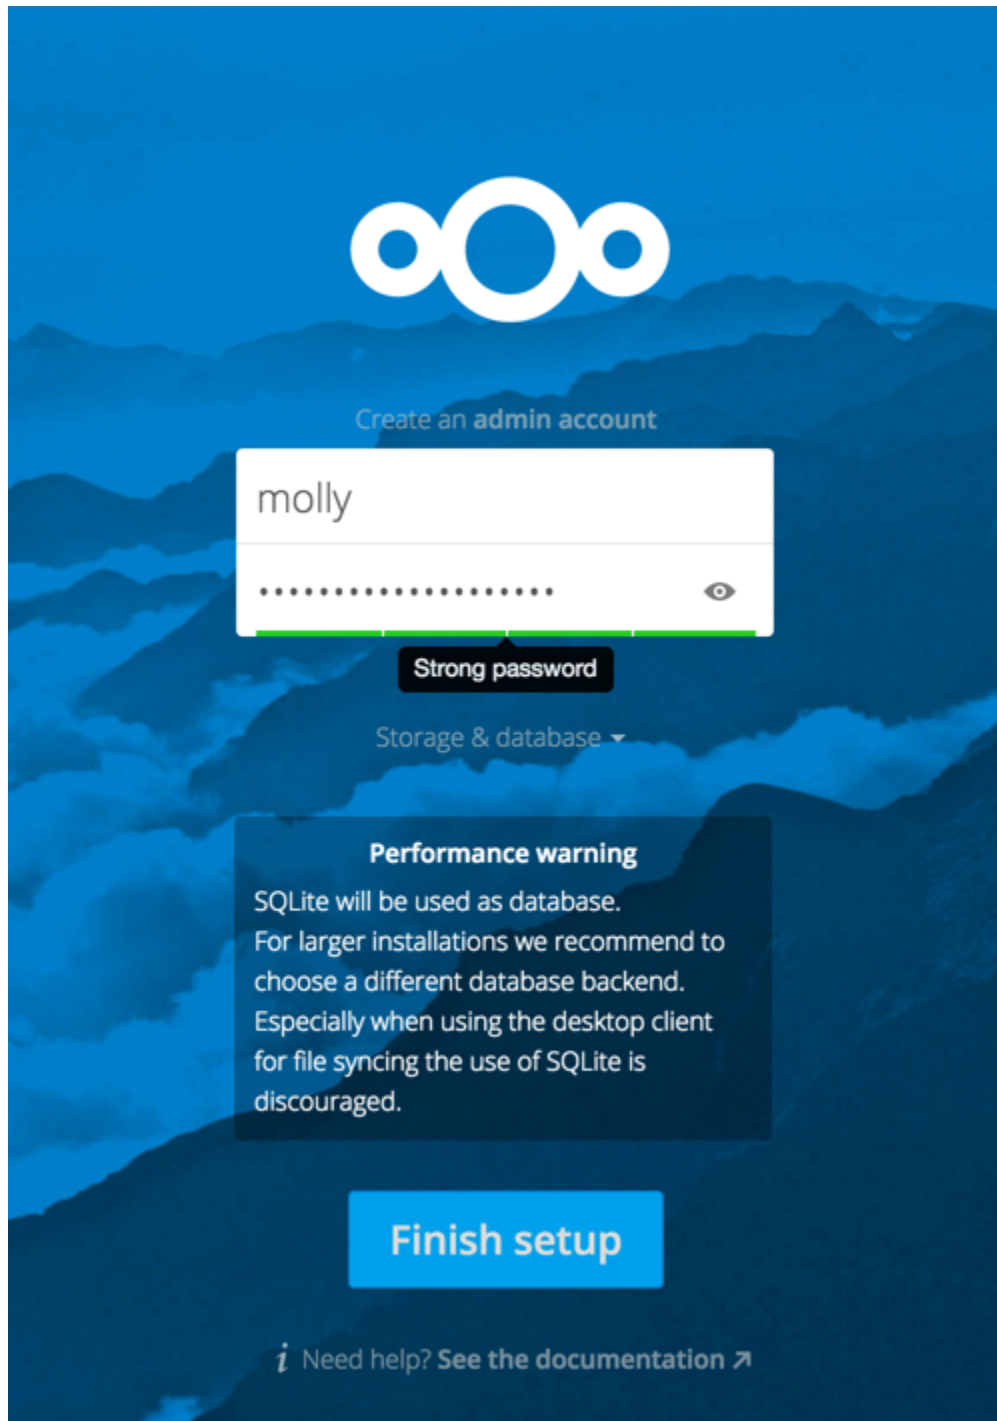 Create an admin account
molly
••••••••••••••••••••
Strong password
Storage & database
Performance warning
SQLite will be used as database.
For larger installations we recommend to
choose a different database backend.
Especially when using the desktop client
for file syncing the use of SQLite is
discouraged.
Finish setup
i Need help? See the documentation ↗